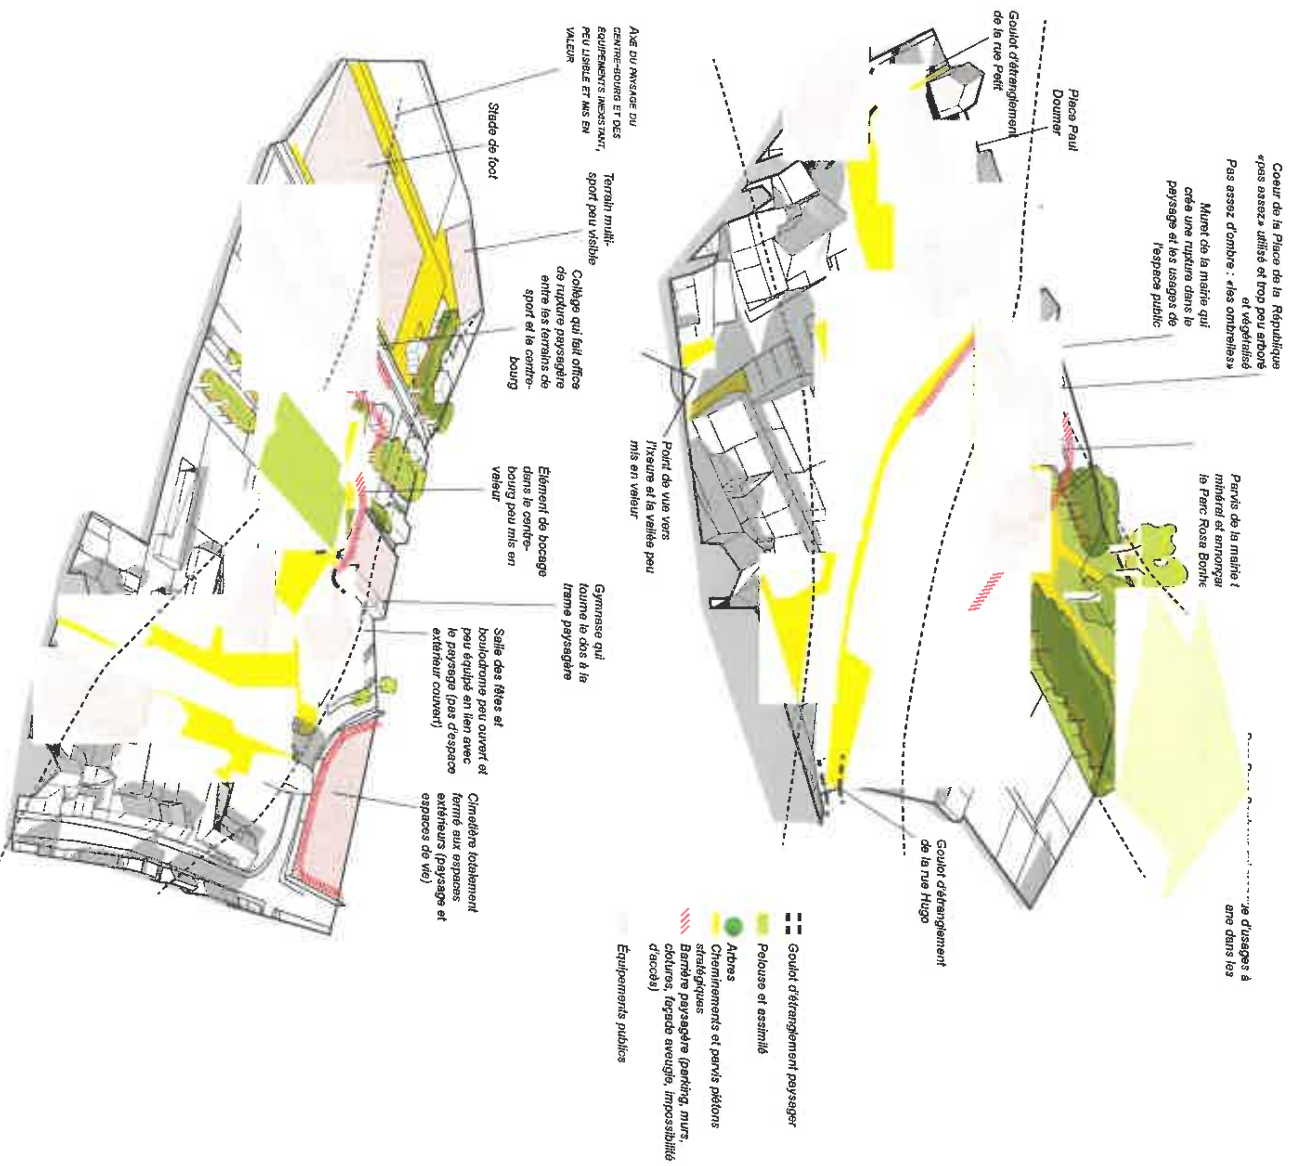 Coeur de la Place de la République
«pas assez» utilisé et trop peu arboré
et végétalisé
Pas assez d'ombre : «les ombrelles»
Muret de la mairie qui
crée une rupture dans le
paysage et les usages de
l'espace public
Parvis de la mairie
minéral et
le Parc Rosa
d'usages à
dans les
Place Paul
Doumer
Goulot d'étranglement
de la rue Petit
Goulot d'étranglement
de la rue Hugo
Point de vue vers
l'Ixeure et la vallée peu
mis en valeur
AXE DU PAYSAGE DU
CENTRE-BOURG ET DES
EQUIPEMENTS INEXISTANT,
PEU LISIBLE ET MIS EN
VALEUR
Stade de foot
Terrain multi-
sport peu visible
Collège qui fait office
de rupture paysagère
entre les terrains de
sport et le centre-
bourg
Élément de bocage
dans le centre-
bourg peu mis en
valeur
Gymnase qui
tourne le dos à la
trame paysagère
Salle des fêtes et
boulodrome peu ouvert et
peu équipé en lien avec
le paysage (pas d'espace
extérieur couvert)
Cimetière totalement
fermé aux espaces
extérieurs (paysage et
espaces de vie)
Goulot d'étranglement paysager
Pelouse et assimilé
Arbres
Cheminements et parvis piétons
stratégiques
Barrière paysagère (parking, murs,
clotures, façade aveugle, impossibilité
d'accès)
Équipements publics